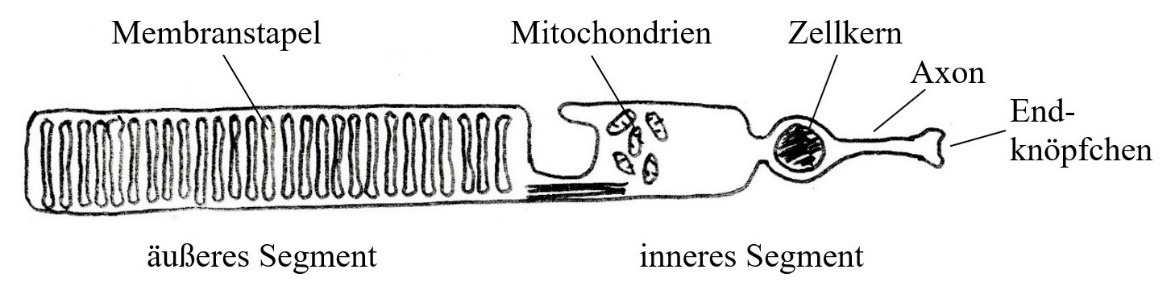 Membranstapel
Mitochondrien
Zellkern
Axon
End-
knöpfchen
äußeres Segment
inneres Segment